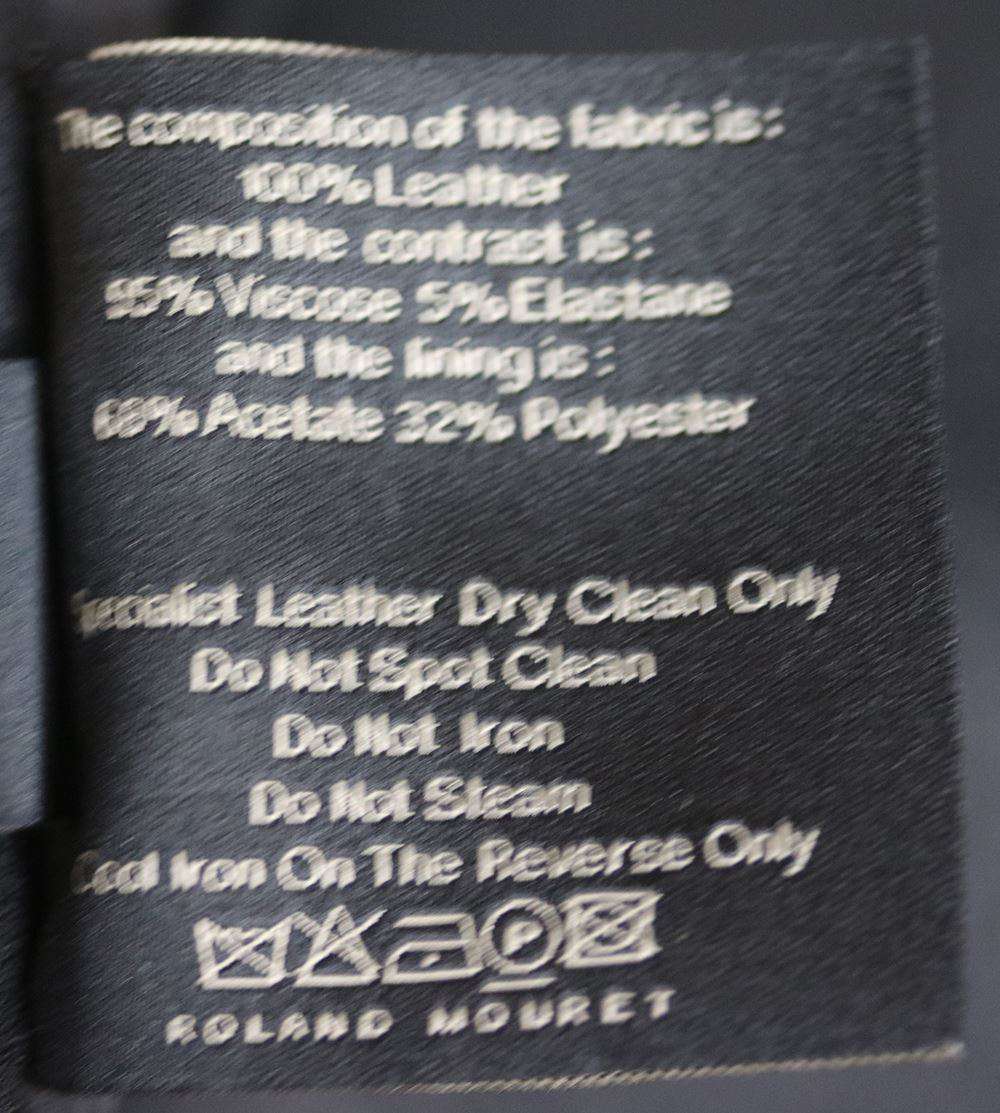 The composition of the fabric is:
100% Leather
and the contrast is:
95% Viscose 5% Elastane
and the lining is:
68% Acetate 32% Polyester
Specialist Leather Dry Clean Only
Do Not Spot Clean
Do Not Iron
Do Not Steam
Cool Iron On The Reverse Only
P
ROLAND MOURET